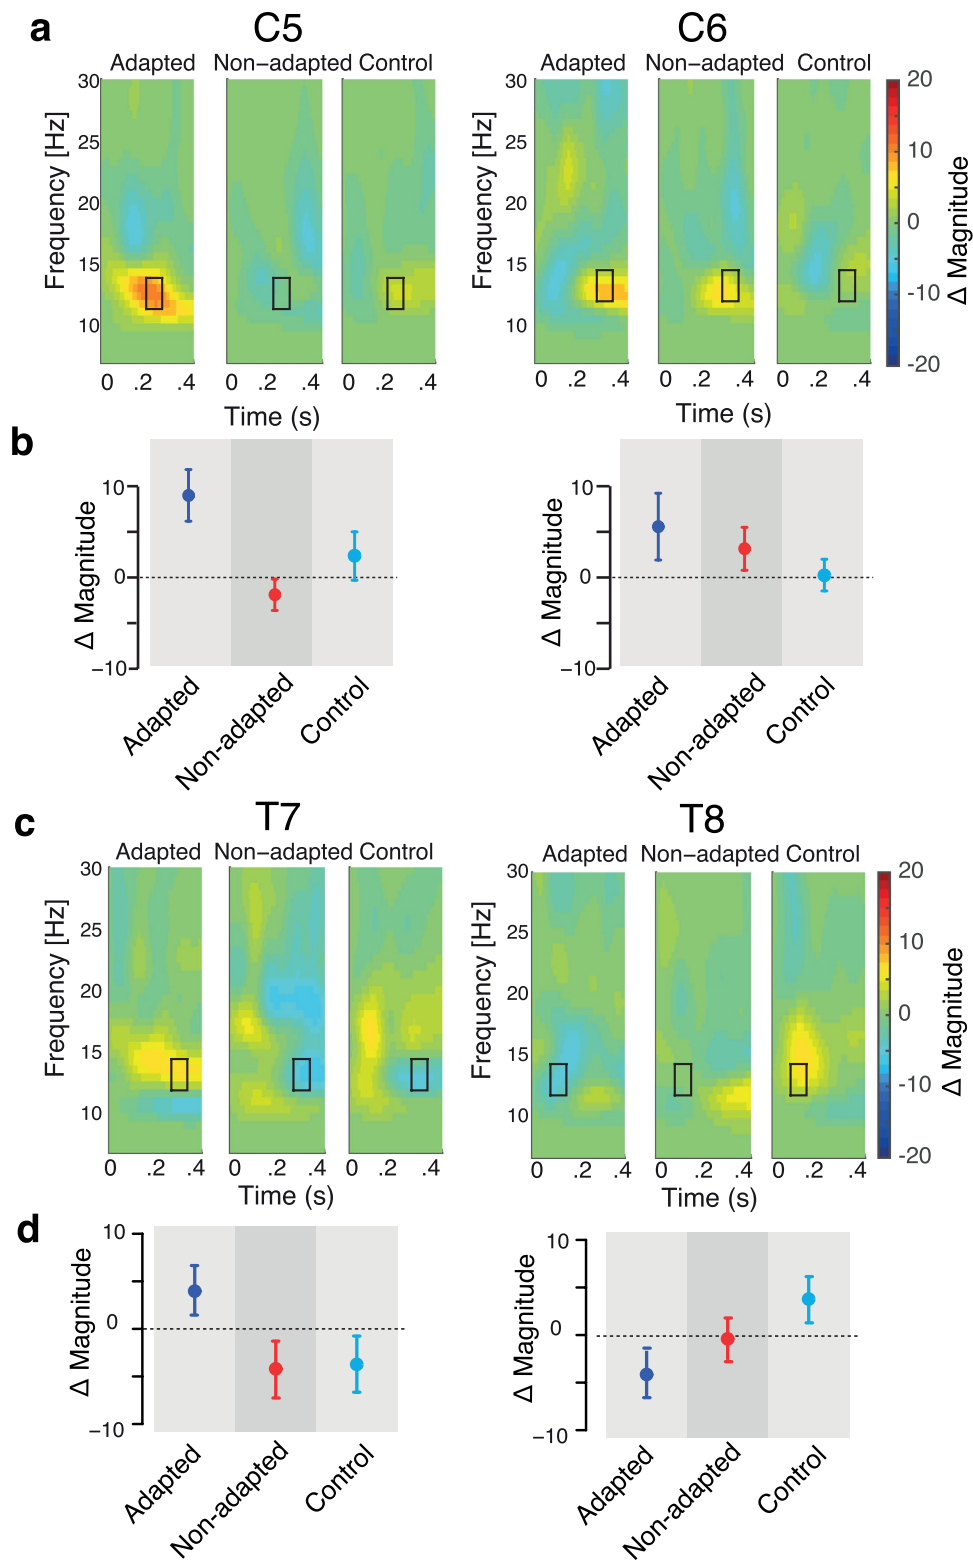 a
C5
C6
Adapted Non-adapted Control
Adapted Non-adapted Control
Frequency [Hz]
30
25
20
15
10
0 .2 .4 0 .2 .4 0 .2 .4
Time (s)
Frequency [Hz]
30
25
20
15
10
0 .2 .4 0 .2 .4 0 .2 .4
Time (s)
20
10
0
-10
-20
Δ Magnitude
b
Δ Magnitude
10
0
-10
Adapted Non-adapted Control
Δ Magnitude
10
0
-10
Adapted Non-adapted Control
c
T7
T8
Adapted Non-adapted Control
Adapted Non-adapted Control
Frequency [Hz]
30
25
20
15
10
0 .2 .4 0 .2 .4 0 .2 .4
Time (s)
Frequency [Hz]
30
25
20
15
10
0 .2 .4 0 .2 .4 0 .2 .4
Time (s)
20
10
0
-10
-20
Δ Magnitude
d
Δ Magnitude
10
0
-10
Adapted Non-adapted Control
Δ Magnitude
10
0
-10
Adapted Non-adapted Control